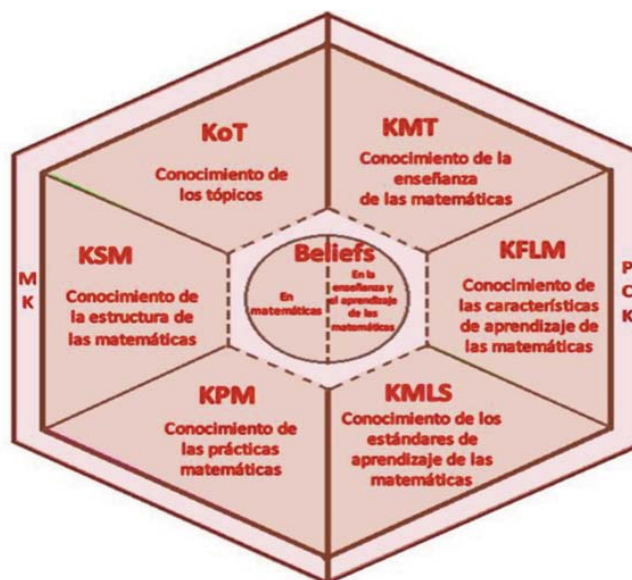 KoT
Conocimiento de
los tópicos
KMT
Conocimiento de la
enseñanza
de las matemáticas
MK
KSM
Conocimiento de
la estructura de
las matemáticas
Beliefs
En
matemáticas
En la
enseñanza y
el aprendizaje
de las
matemáticas
KFLM
Conocimiento de
las características
de aprendizaje de
las matemáticas
PCK
KPM
Conocimiento de
las prácticas
matemáticas
KMLS
Conocimiento de los
estándares de
aprendizaje de las
matemáticas